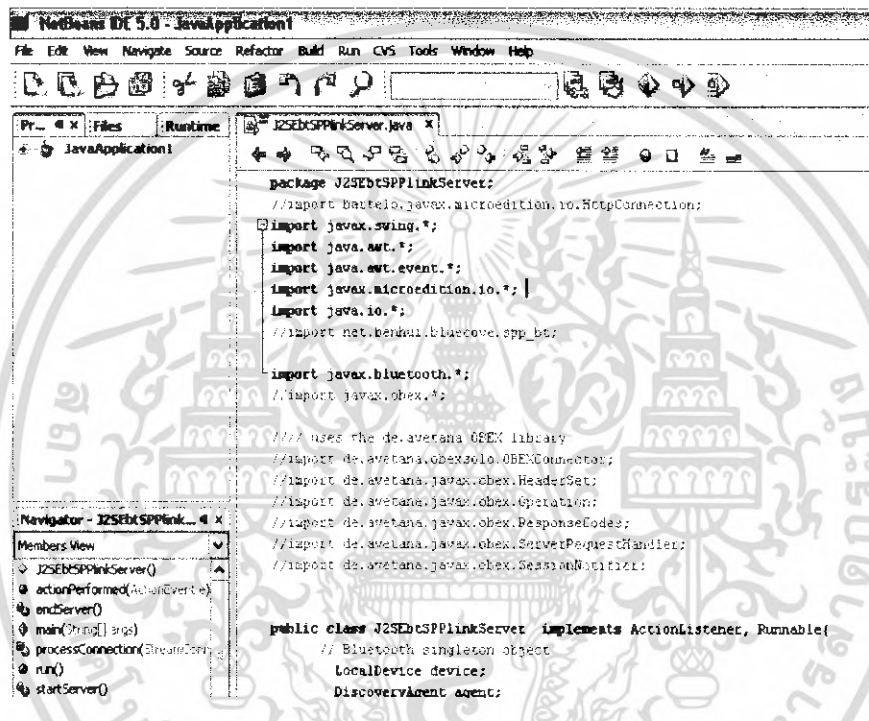 NetBeans IDE 5.0 - JavaApplication1
File Edit View Navigate Source Refactor Build Run CVS Tools Window Help
Pr... Files Runtime
JavaApplication1
J2SEbtSPPlinkServer.java x
package J2SEbtSPPlinkServer;
//import bartelo.javax.microedition.io.HttpConnection;
import javax.swing.*;
import java.awt.*;
import java.awt.event.*;
import javax.microedition.io.*;
import java.io.*;
//import net.benhui.bluecove.spp_bt;
import javax.bluetooth.*;
//import javax.obex.*;
//// uses the de.avetana OBEX library
//import de.avetana.obexsolo.OBEXConnector;
//import de.avetana.javax.obex.HeaderSet;
//import de.avetana.javax.obex.Operation;
//import de.avetana.javax.obex.ResponseCodes;
//import de.avetana.javax.obex.ServerRequestHandler;
//import de.avetana.javax.obex.SessionNotifier;
public class J2SEbtSPPlinkServer implements ActionListener, Runnable{
// Bluetooth singleton object
LocalDevice device;
DiscoveryAgent agent;
Navigator - J2SEbtSPPlink... x
Members View
J2SEbtSPPlinkServer()
actionPerformed(ActionEvent e)
endServer()
main(String[] args)
processConnection(StreamConn
run()
startServer()